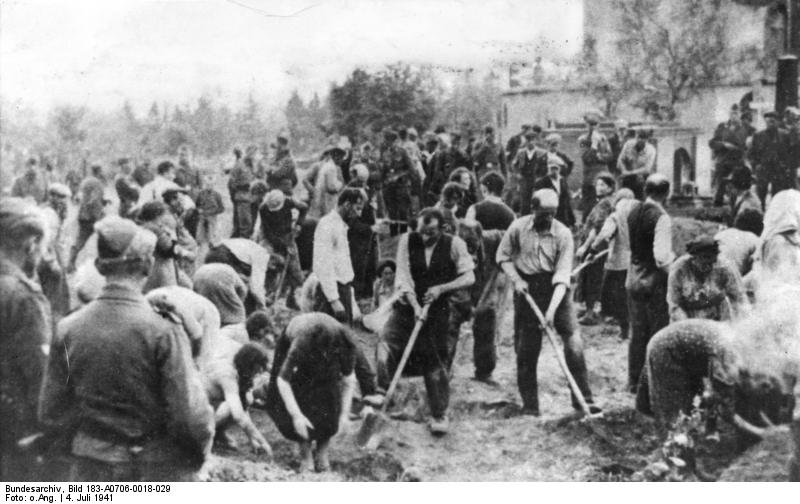 Bundesarchiv, Bild 183-A0706-0018-029
Foto: o.Ang. | 4. Juli 1941